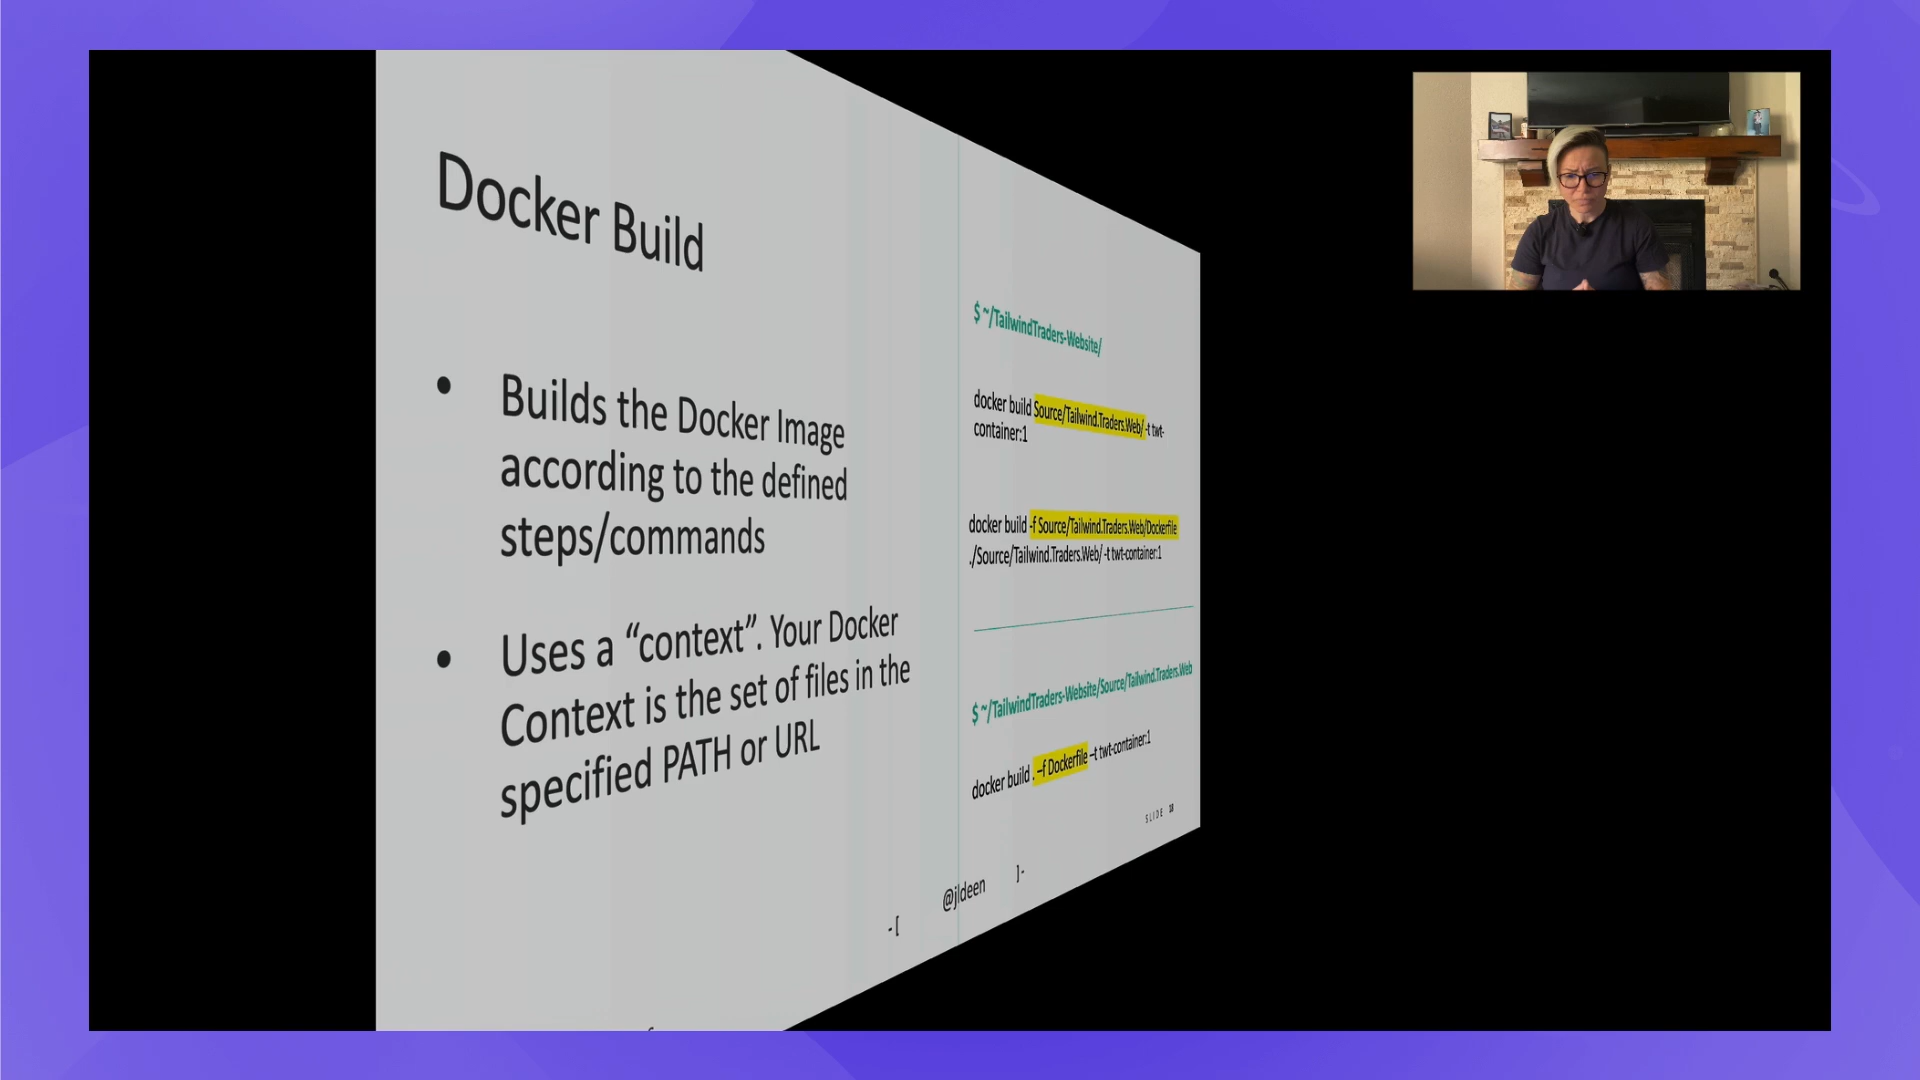 Docker Build
• Builds the Docker Image
according to the defined
steps/commands
• Uses a “context”. Your Docker
Context is the set of files in the
specified PATH or URL
$ ~/TailwindTraders-Website/
docker build Source/Tailwind.Traders.Web/ -t twt-
container:1
docker build -f Source/Tailwind.Traders.Web/Dockerfile
./Source/Tailwind.Traders.Web/ -t twt-container:1
$ ~/TailwindTraders-Website/Source/Tailwind.Traders.Web
docker build . –f Dockerfile –t twt-container:1
SLIDE 18
-[ @jldeen ]-